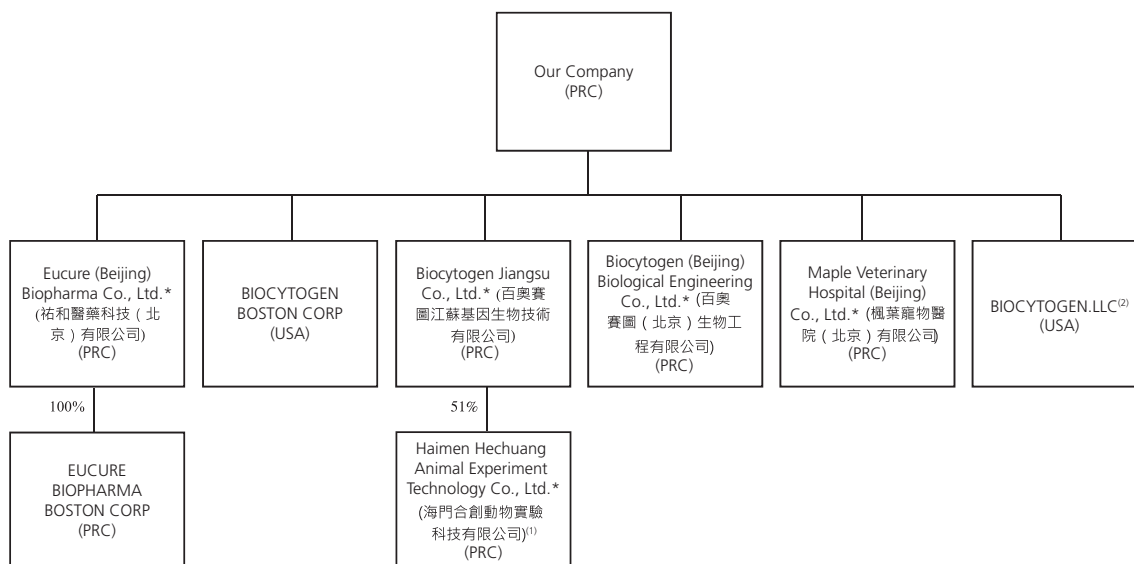 Our Company
(PRC)
Eucure (Beijing)
Biopharma Co., Ltd.*
(祐和醫藥科技（北
京）有限公司)
(PRC)
BIOCYTOGEN
BOSTON CORP
(USA)
Biocytogen Jiangsu
Co., Ltd.* (百奧賽
圖江蘇基因生物技術
有限公司)
(PRC)
Biocytogen (Beijing)
Biological Engineering
Co., Ltd.* (百奧
賽圖（北京）生物工
程有限公司)
(PRC)
Maple Veterinary
Hospital (Beijing)
Co., Ltd.* (楓葉寵物醫
院（北京）有限公司)
(PRC)
BIOCYTOGEN.LLC(2)
(USA)
100%
51%
EUCURE
BIOPHARMA
BOSTON CORP
(PRC)
Haimen Hechuang
Animal Experiment
Technology Co., Ltd.*
(海門合創動物實驗
科技有限公司)(1)
(PRC)